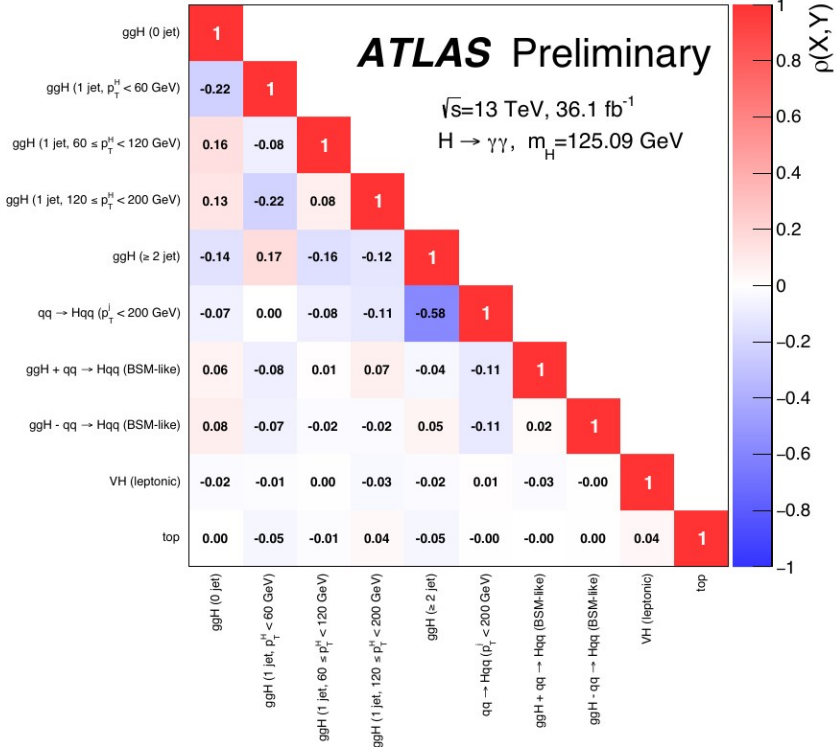 ATLAS Preliminary
√s=13 TeV, 36.1 fb⁻¹
H → γγ, m_H=125.09 GeV
ρ(X,Y)
ggH (0 jet) 1
ggH (1 jet, p_T^H < 60 GeV) -0.22 1
ggH (1 jet, 60 ≤ p_T^H < 120 GeV) 0.16 -0.08 1
ggH (1 jet, 120 ≤ p_T^H < 200 GeV) 0.13 -0.22 0.08 1
ggH (≥ 2 jet) -0.14 0.17 -0.16 -0.12 1
qq → Hqq (p_T^j < 200 GeV) -0.07 0.00 -0.08 -0.11 -0.58 1
ggH + qq → Hqq (BSM-like) 0.06 -0.08 0.01 0.07 -0.04 -0.11 1
ggH - qq → Hqq (BSM-like) 0.08 -0.07 -0.02 -0.02 0.05 -0.11 0.02 1
VH (leptonic) -0.02 -0.01 0.00 -0.03 -0.02 0.01 -0.03 -0.00 1
top 0.00 -0.05 -0.01 0.04 -0.05 -0.00 -0.00 0.00 0.04 1
ggH (0 jet)
ggH (1 jet, p_T^H < 60 GeV)
ggH (1 jet, 60 ≤ p_T^H < 120 GeV)
ggH (1 jet, 120 ≤ p_T^H < 200 GeV)
ggH (≥ 2 jet)
qq → Hqq (p_T^j < 200 GeV)
ggH + qq → Hqq (BSM-like)
ggH - qq → Hqq (BSM-like)
VH (leptonic)
top
1
0.8
0.6
0.4
0.2
0
-0.2
-0.4
-0.6
-0.8
-1